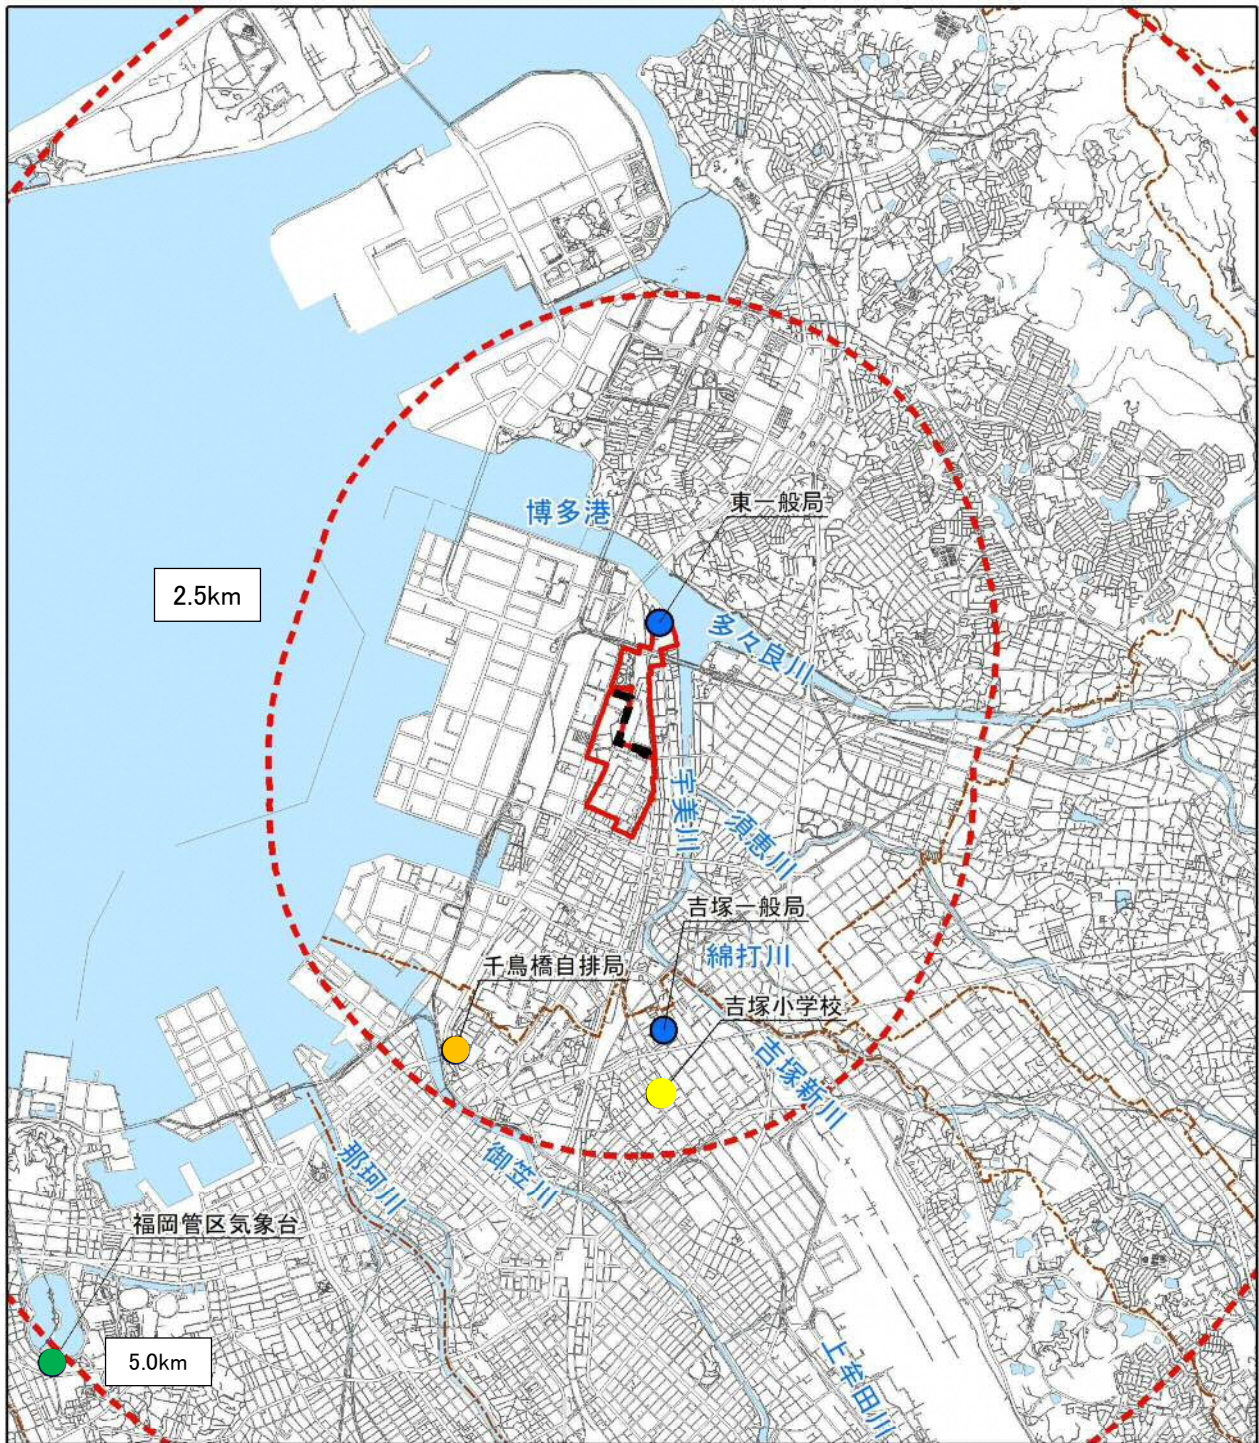 博多港
東一般局
2.5km
多々良川
宇美川
須恵川
吉塚一般局
綿打川
千鳥橋自排局
吉塚小学校
吉塚新川
御笠川
那珂川
福岡管区気象台
5.0km
上牟田川